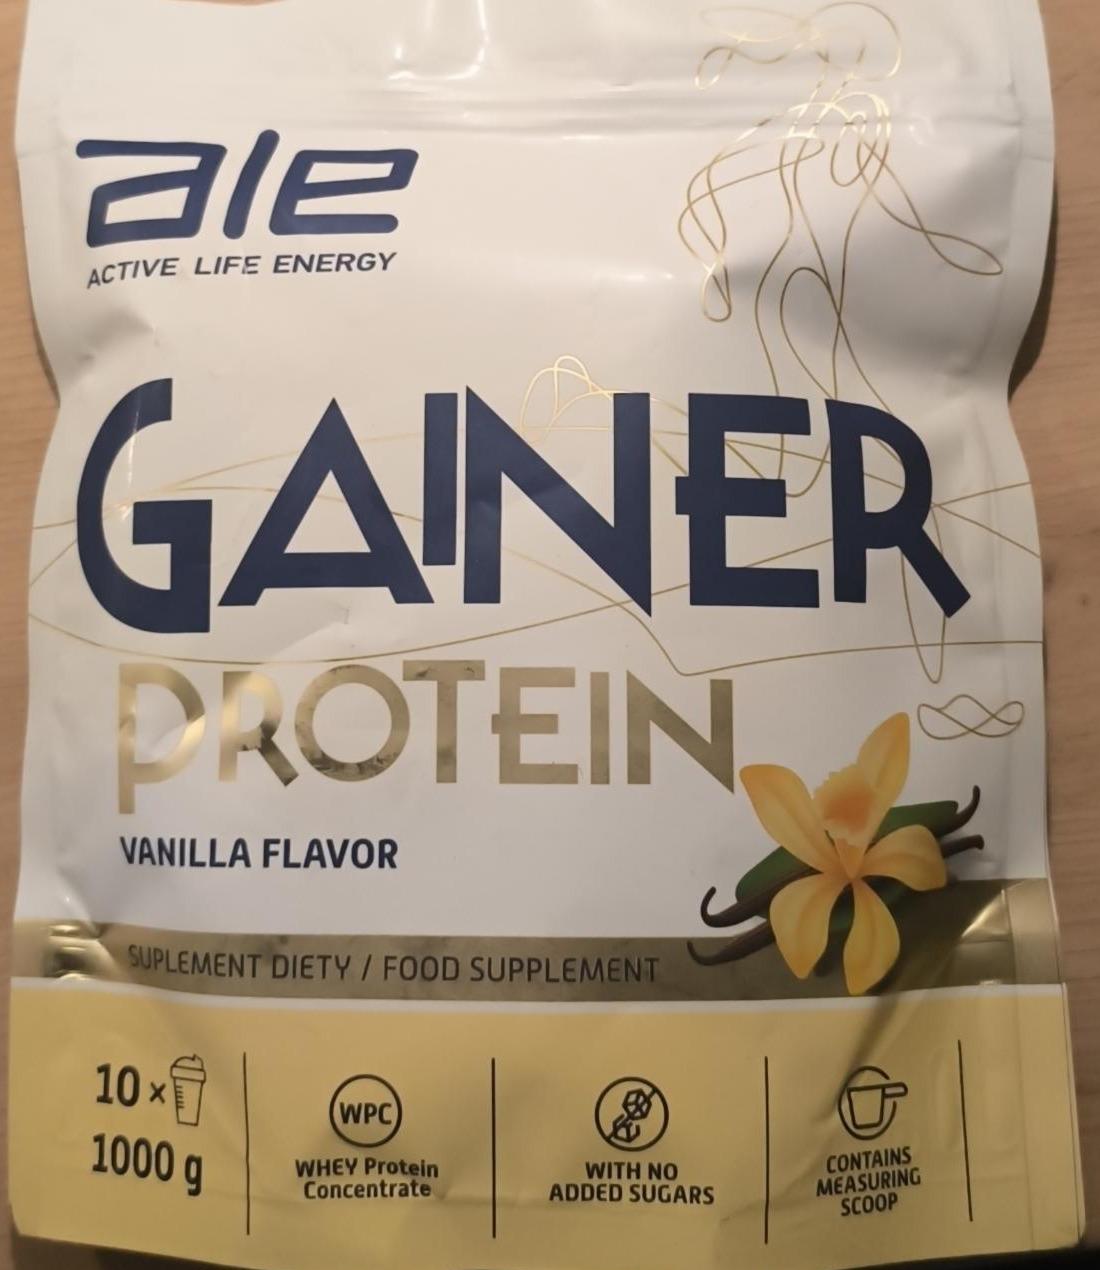 ale
ACTIVE LIFE ENERGY
GAINER
PROTEIN
VANILLA FLAVOR
SUPLEMENT DIETY / FOOD SUPPLEMENT
10 x
1000 g
WPC
WHEY Protein
Concentrate
WITH NO
ADDED SUGARS
CONTAINS
MEASURING
SCOOP